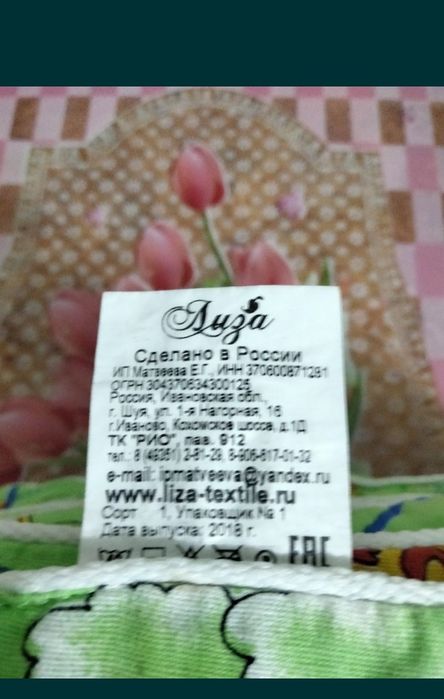 Лиза
Сделано в России
ИП Матвеева Е.Г., ИНН 370600871281
ОГРН 304370634300125,
Россия, Ивановская обл.,
г. Шуя, ул. 1-я Нагорная, 16
г.Иваново, Кохомское шоссе, д.1Д
ТК "РИО", пав. 912
тел.: 8 (49351) 2-81-29, 8-906-617-01-32
e-mail: ipmatveeva@yandex.ru
www.liza-textile.ru
Сорт 1, Упаковщик № 1
Дата выпуска: 2018 г.
EAC